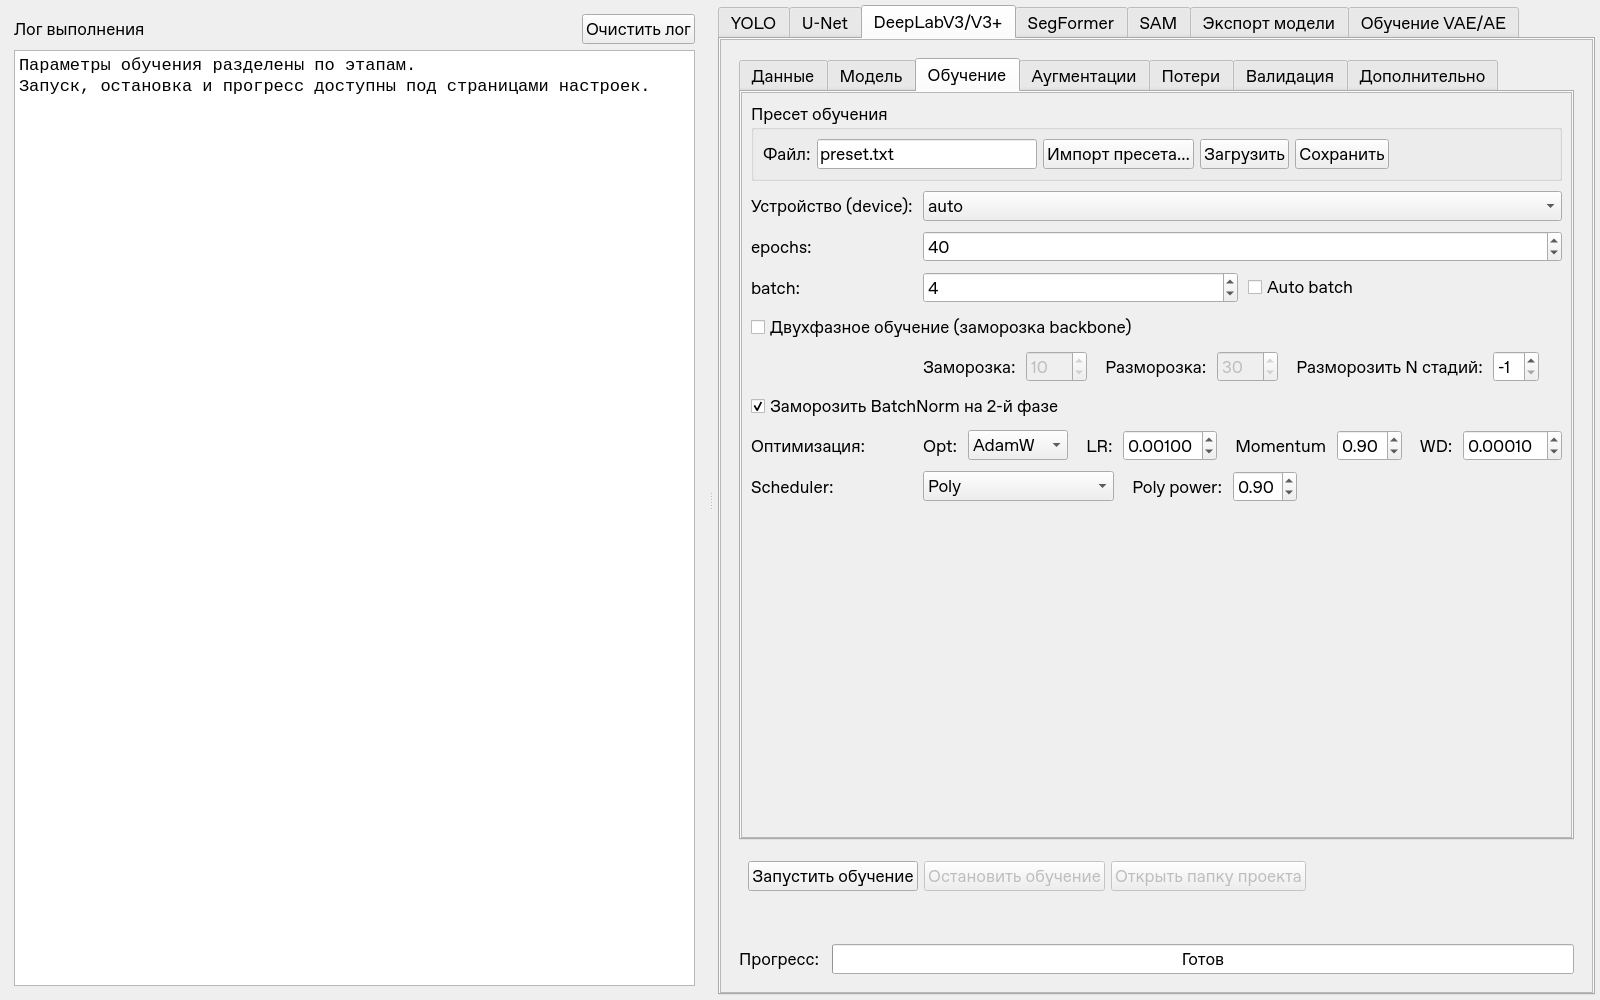 Лог выполнения
Очистить лог
Параметры обучения разделены по этапам.
Запуск, остановка и прогресс доступны под страницами настроек.
YOLO
U-Net
DeepLabV3/V3+
SegFormer
SAM
Экспорт модели
Обучение VAE/AE
Данные
Модель
Обучение
Аугментации
Потери
Валидация
Дополнительно
Пресет обучения
Файл: preset.txt Импорт пресета... Загрузить Сохранить
Устройство (device): auto
epochs: 40
batch: 4 Auto batch
Двухфазное обучение (заморозка backbone)
Заморозка: 10 Разморозка: 30 Разморозить N стадий: -1
Заморозить BatchNorm на 2-й фазе
Оптимизация: Opt: AdamW LR: 0.00100 Momentum 0.90 WD: 0.00010
Scheduler: Poly Poly power: 0.90
Запустить обучение Остановить обучение Открыть папку проекта
Прогресс: Готов